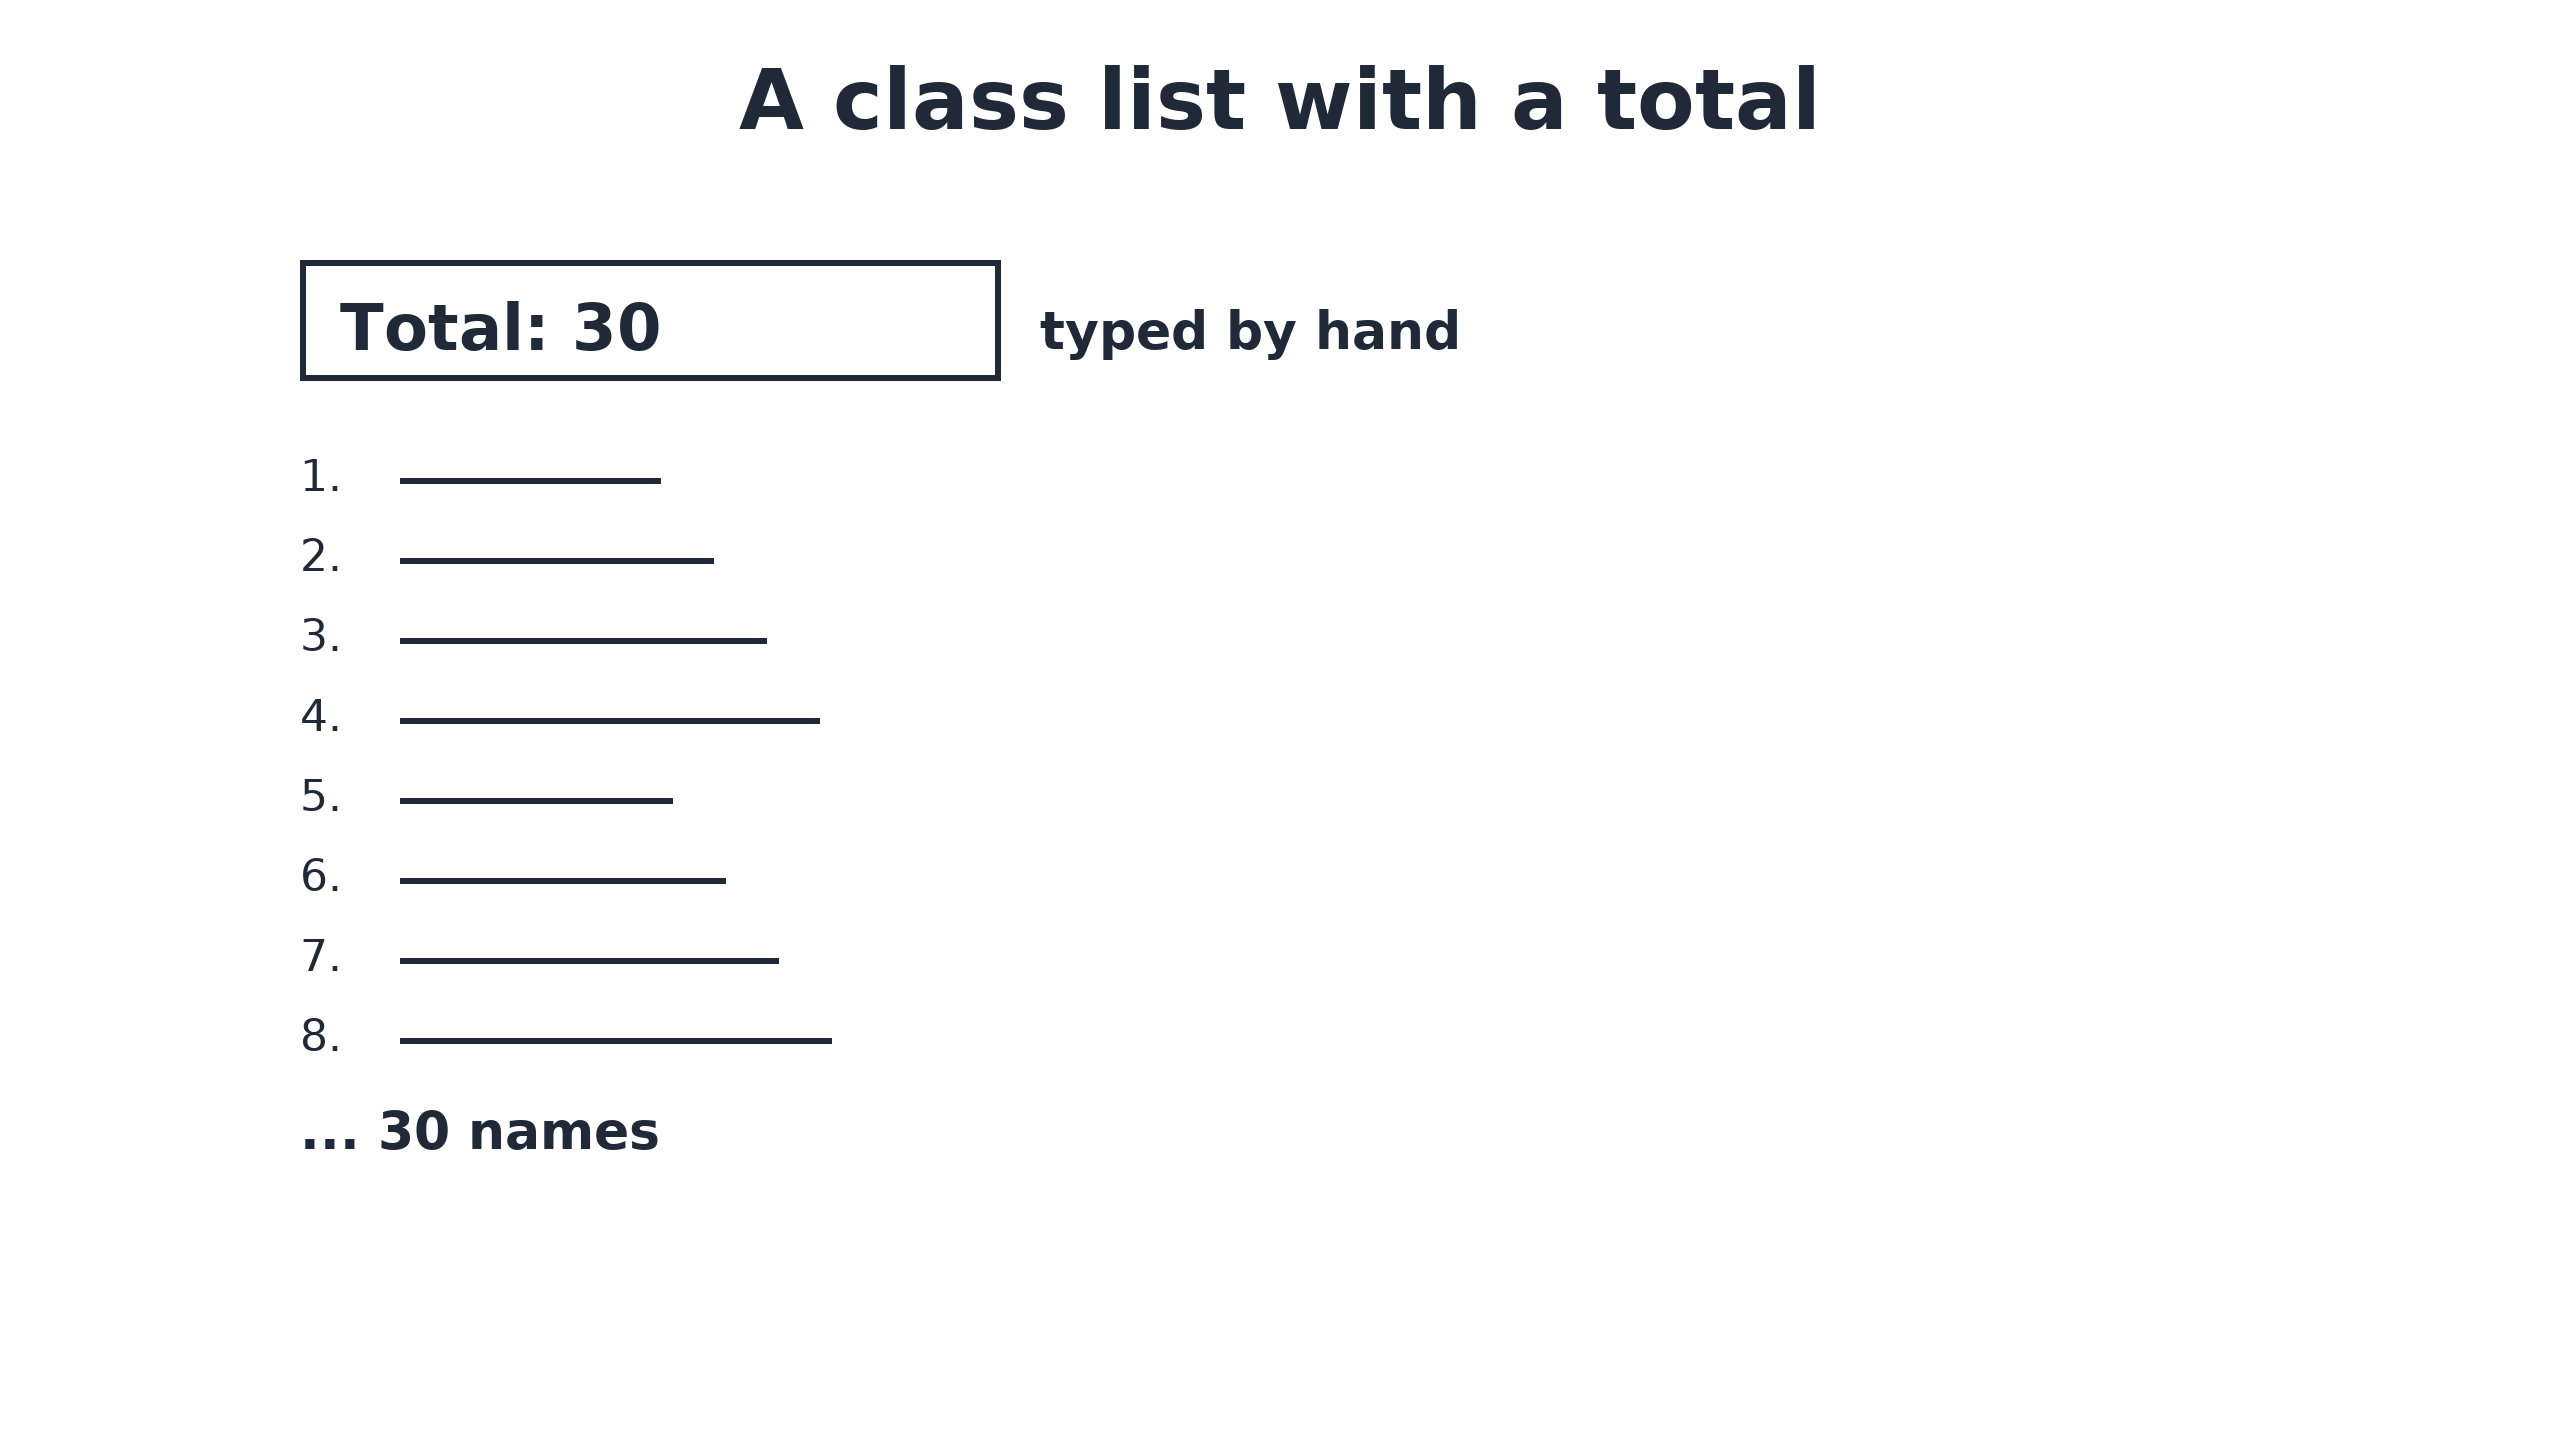 A class list with a total
Total: 30
typed by hand
1.
2.
3.
4.
5.
6.
7.
8.
... 30 names